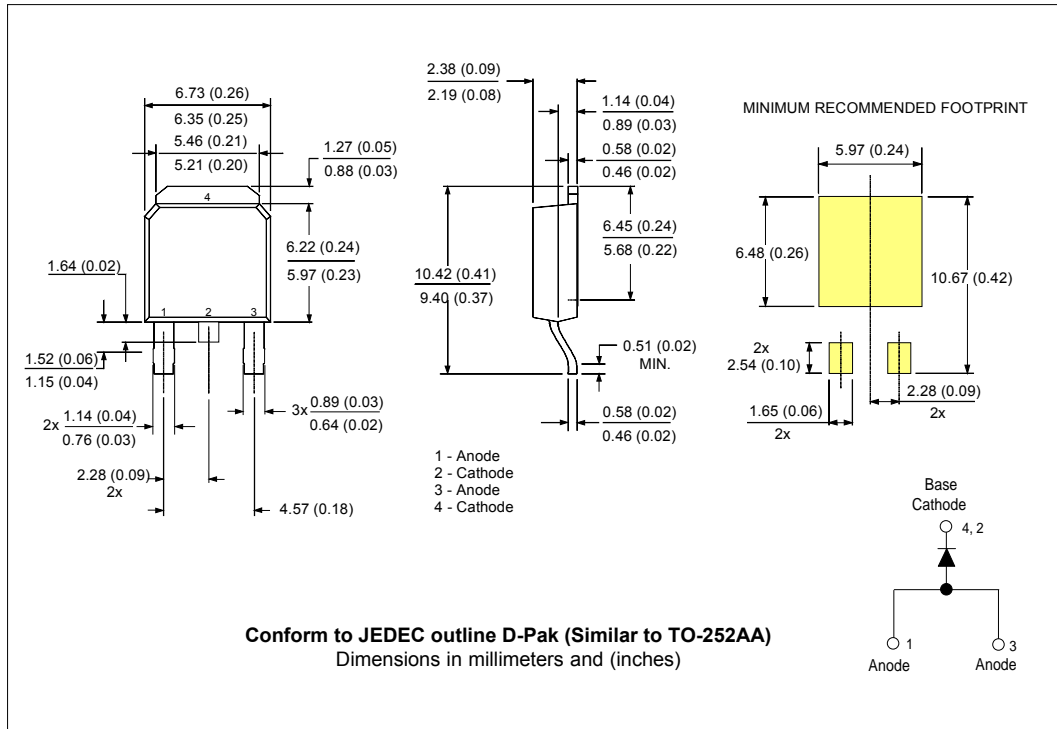 6.73 (0.26)
6.35 (0.25)
5.46 (0.21)
5.21 (0.20)
1.27 (0.05)
0.88 (0.03)
4
6.22 (0.24)
5.97 (0.23)
1.64 (0.02)
1 2 3
1.52 (0.06)
1.15 (0.04)
2x 1.14 (0.04)
0.76 (0.03)
3x 0.89 (0.03)
0.64 (0.02)
2.28 (0.09)
2x
4.57 (0.18)
2.38 (0.09)
2.19 (0.08)
1.14 (0.04)
0.89 (0.03)
0.58 (0.02)
0.46 (0.02)
6.45 (0.24)
5.68 (0.22)
10.42 (0.41)
9.40 (0.37)
0.51 (0.02)
MIN.
0.58 (0.02)
0.46 (0.02)
1 - Anode
2 - Cathode
3 - Anode
4 - Cathode
MINIMUM RECOMMENDED FOOTPRINT
5.97 (0.24)
6.48 (0.26)
10.67 (0.42)
2x
2.54 (0.10)
2.28 (0.09)
2x
1.65 (0.06)
2x
Base
Cathode
4, 2
1
Anode
3
Anode
Conform to JEDEC outline D-Pak (Similar to TO-252AA)
Dimensions in millimeters and (inches)